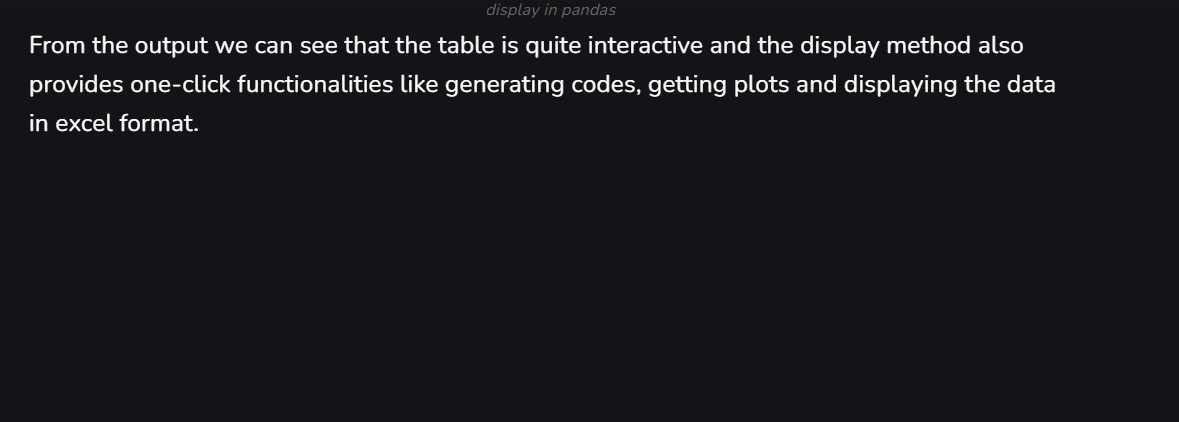 display in pandas
From the output we can see that the table is quite interactive and the display method also
provides one-click functionalities like generating codes, getting plots and displaying the data
in excel format.